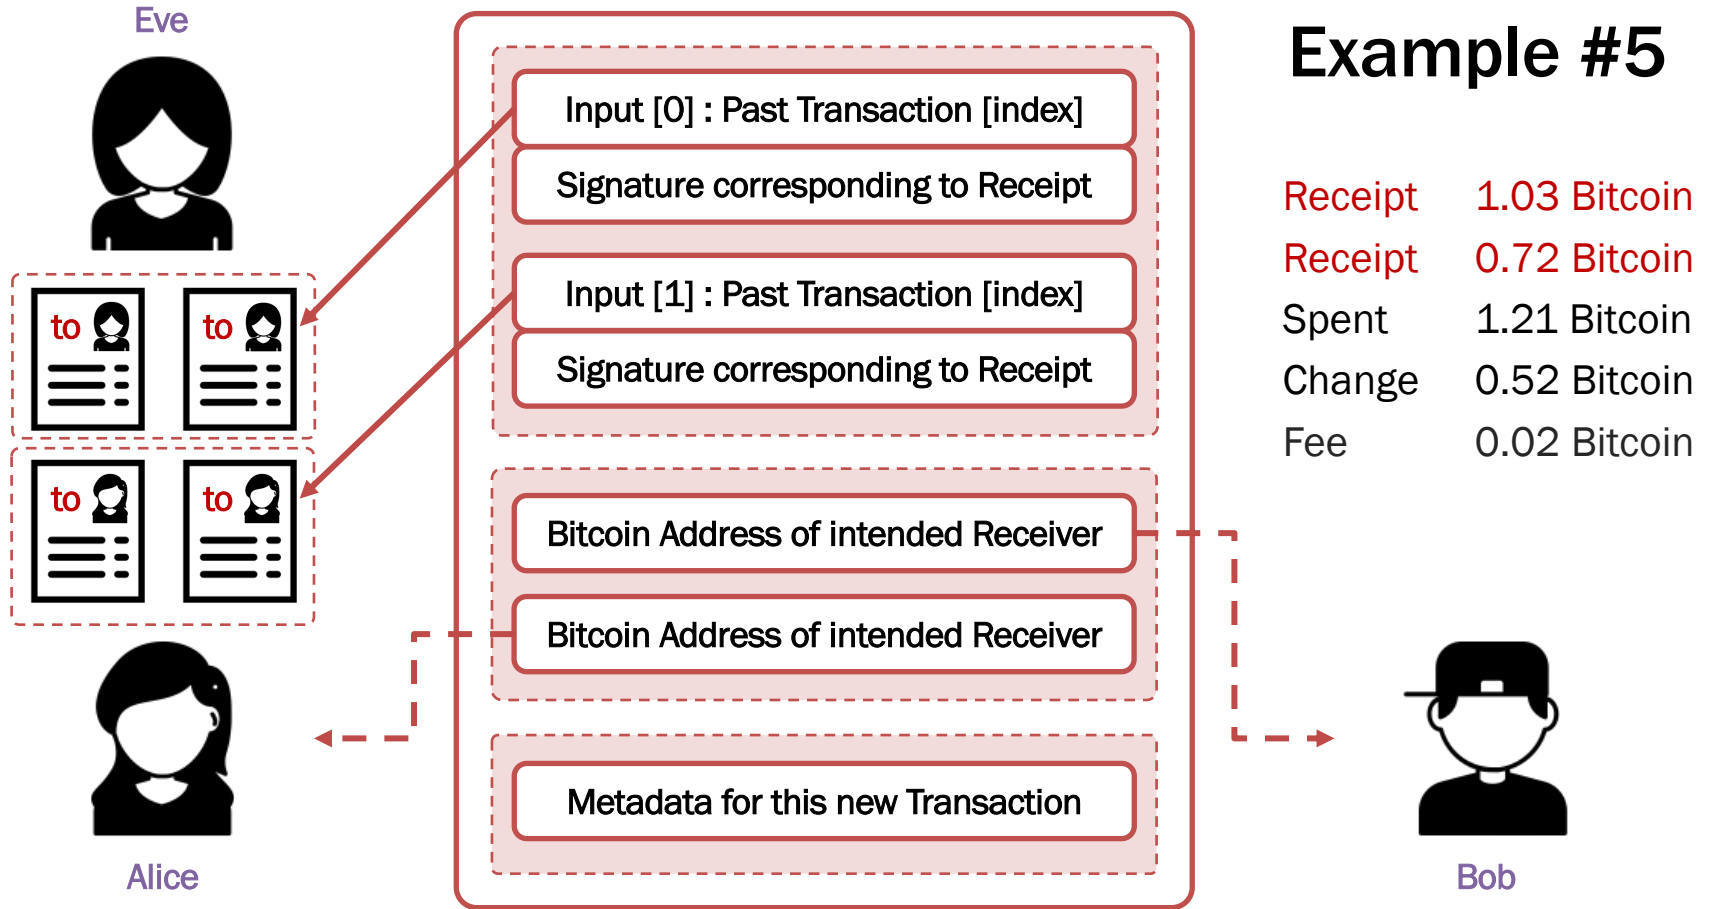 Eve
Example #5
Input [0] : Past Transaction [index]
Signature corresponding to Receipt
Input [1] : Past Transaction [index]
Signature corresponding to Receipt
Receipt 1.03 Bitcoin
Receipt 0.72 Bitcoin
Spent 1.21 Bitcoin
Change 0.52 Bitcoin
Fee 0.02 Bitcoin
to
to
to
to
Bitcoin Address of intended Receiver
Bitcoin Address of intended Receiver
Metadata for this new Transaction
Alice
Bob